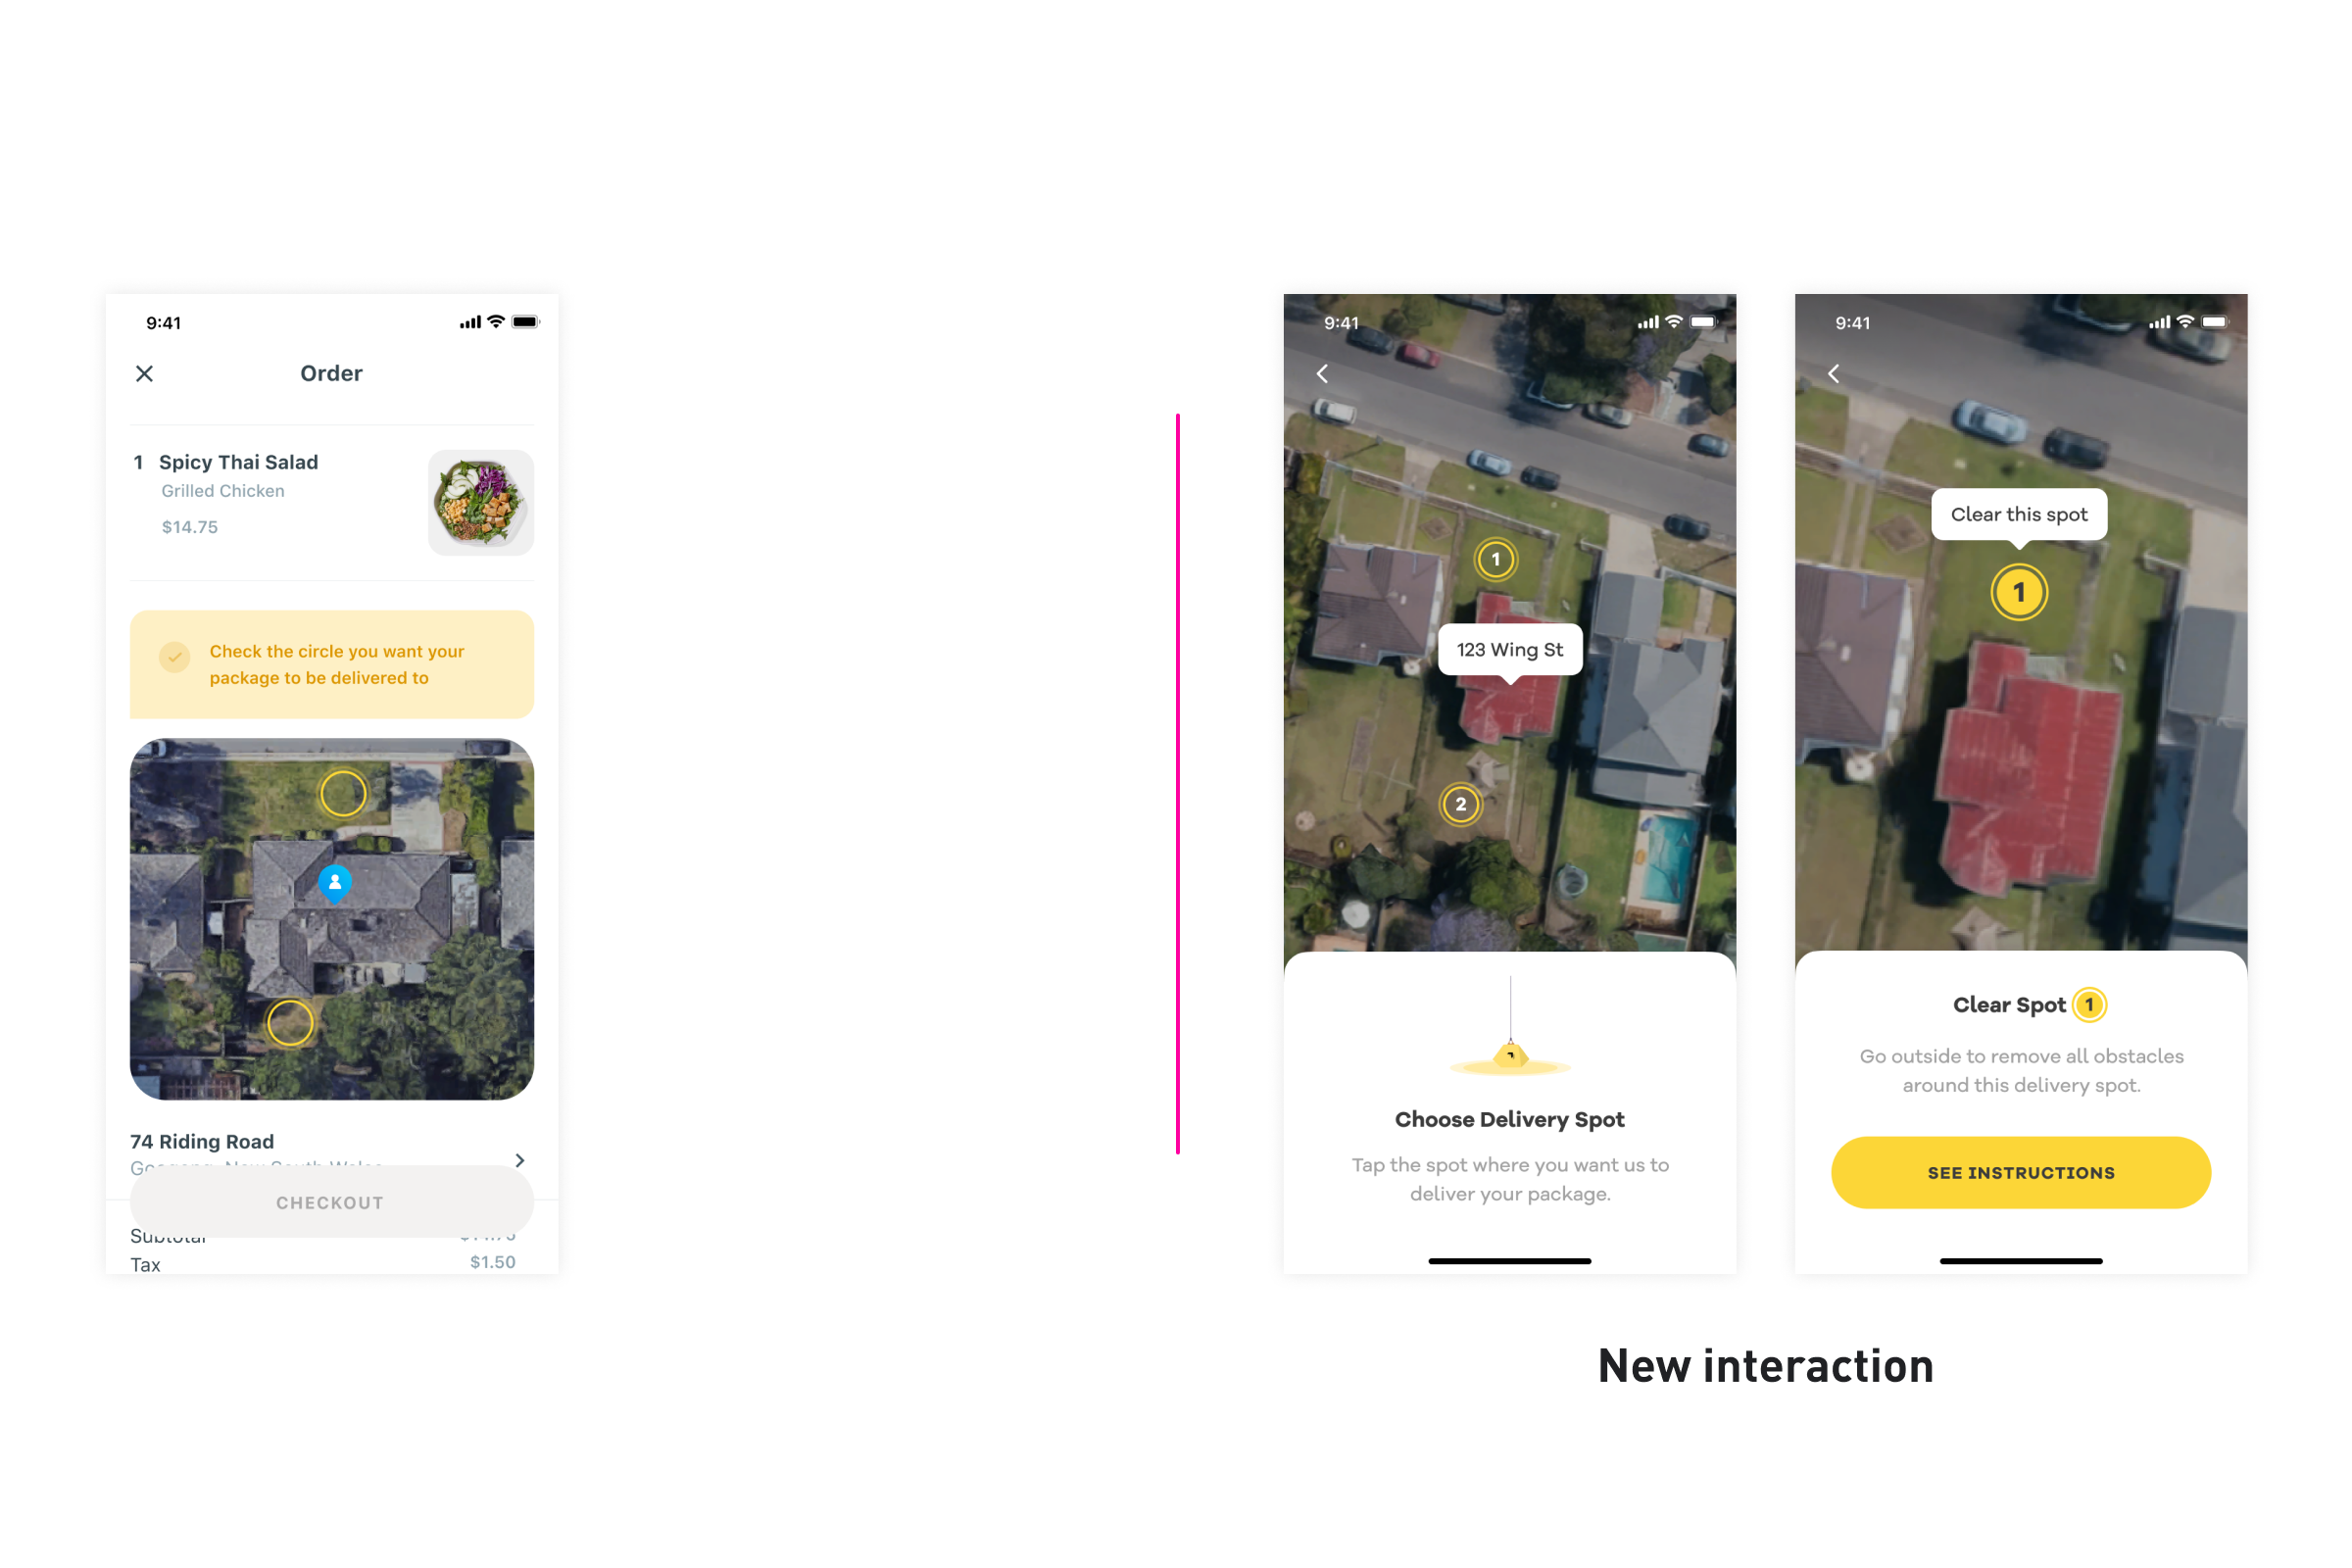 9:41
Order
1 Spicy Thai Salad
Grilled Chicken
$14.75
Check the circle you want your
package to be delivered to
74 Riding Road
CHECKOUT
Subtotal
Tax $1.50
9:41
1
123 Wing St
2
Choose Delivery Spot
Tap the spot where you want us to
deliver your package.
9:41
Clear this spot
1
Clear Spot 1
Go outside to remove all obstacles
around this delivery spot.
SEE INSTRUCTIONS
New interaction